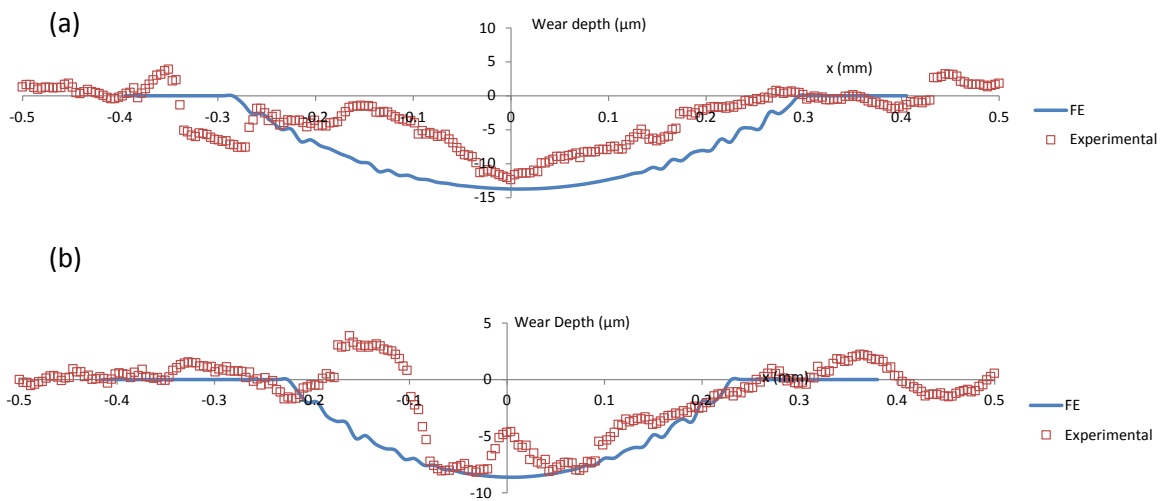 (a)
Wear depth (µm)
10
5
x (mm)
0
-0.5 -0.4 -0.3 -0.2 -0.1 0 0.1 0.2 0.3 0.4 0.5
-5
-10
-15
FE
Experimental
(b)
Wear Depth (µm)
5
0
x (mm)
-0.5 -0.4 -0.3 -0.2 -0.1 0 0.1 0.2 0.3 0.4 0.5
-5
-10
FE
Experimental